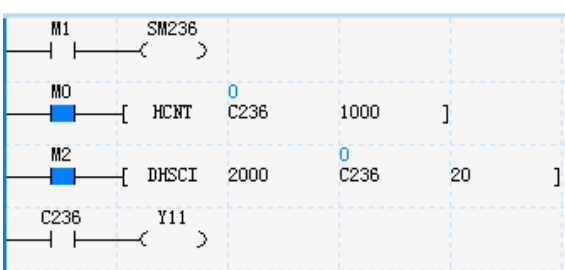 M1 SM236
( )
M0 0
[ HCNT C236 1000 ]
M2 0
[ DHSCI 2000 C236 20 ]
C236 Y11
( )